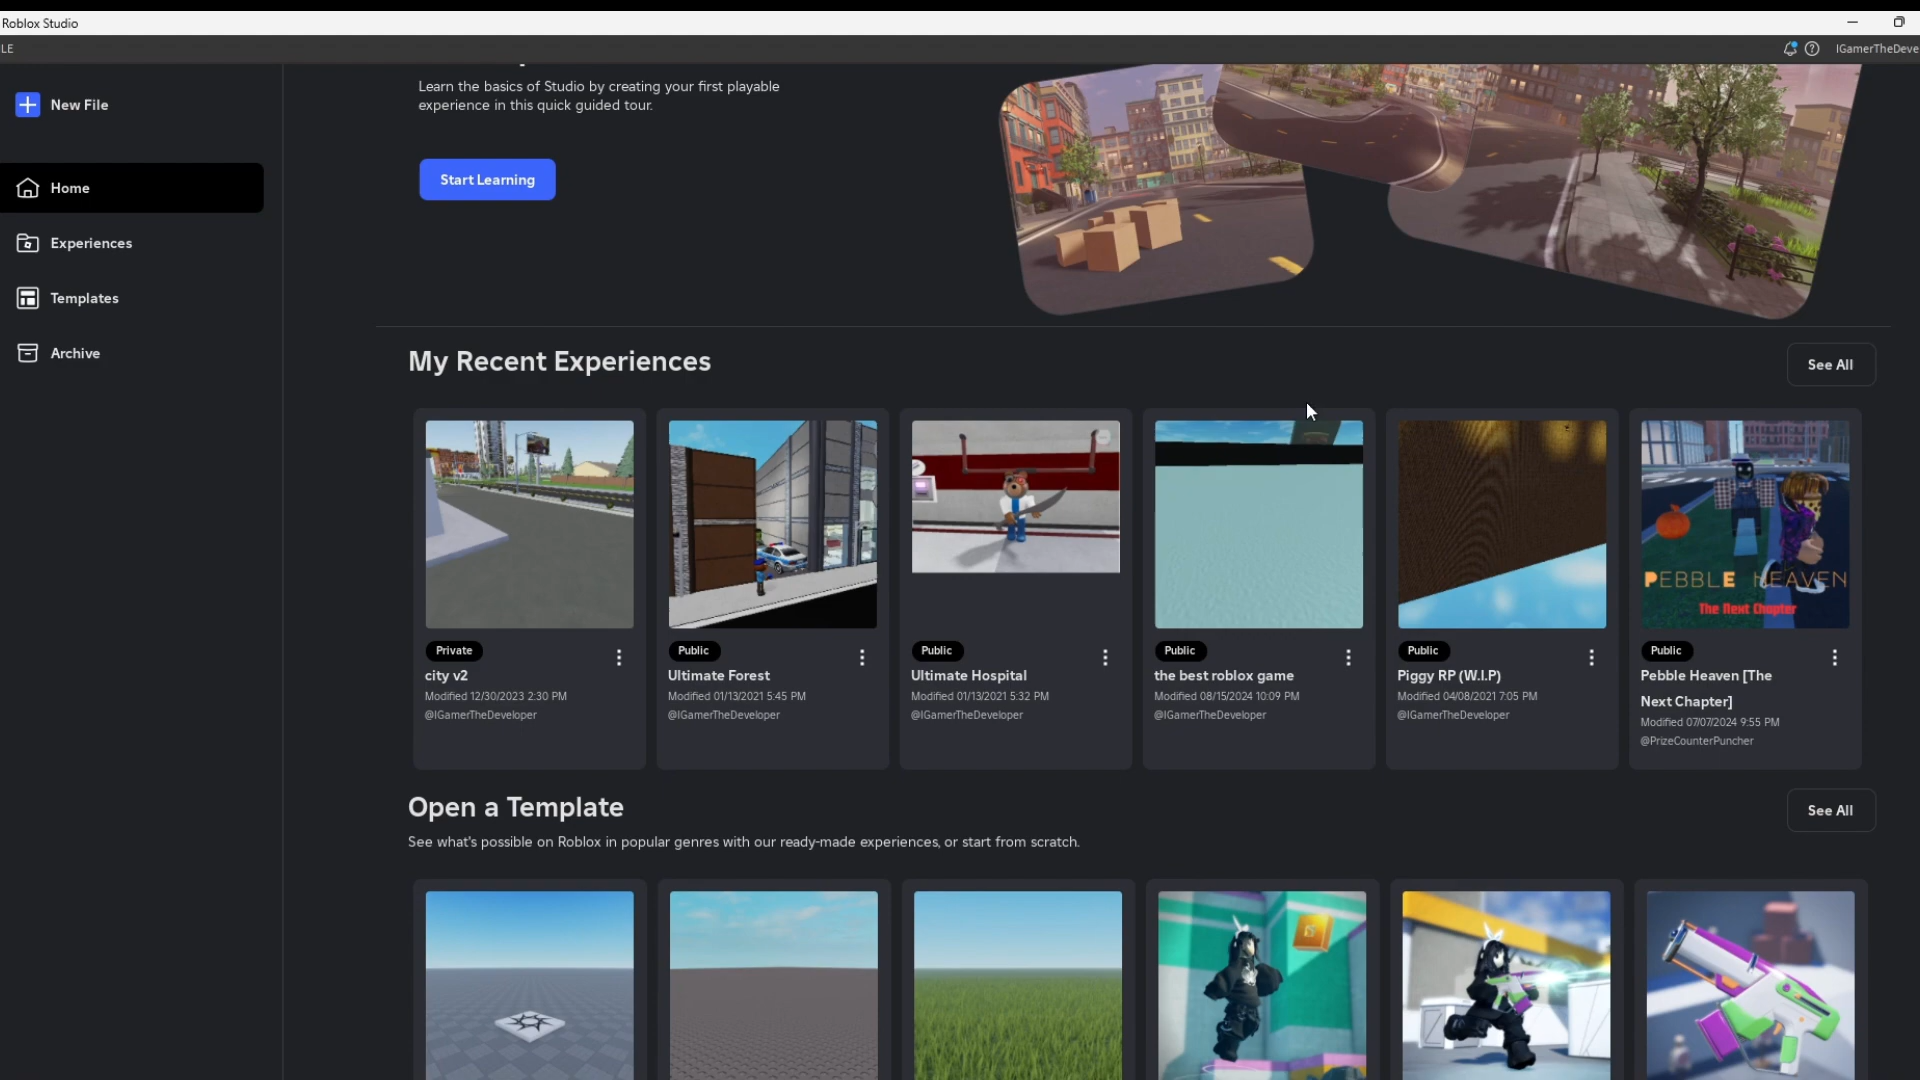 Roblox Studio
LE
IGamerTheDeve
New File
Home
Experiences
Templates
Archive
Learn the basics of Studio by creating your first playable
experience in this quick guided tour.
Start Learning
My Recent Experiences
See All
Private
city v2
Modified 12/30/2023 2:30 PM
@IGamerTheDeveloper
Public
Ultimate Forest
Modified 01/13/2021 5:45 PM
@IGamerTheDeveloper
Public
Ultimate Hospital
Modified 01/13/2021 5:32 PM
@IGamerTheDeveloper
Public
the best roblox game
Modified 08/15/2024 10:09 PM
@IGamerTheDeveloper
Public
Piggy RP (W.I.P)
Modified 04/08/2021 7:05 PM
@IGamerTheDeveloper
PEBBLE HEAVEN
The Next Chapter
Public
Pebble Heaven [The
Next Chapter]
Modified 07/07/2024 9:55 PM
@PrizeCounterPuncher
Open a Template
See All
See what's possible on Roblox in popular genres with our ready-made experiences, or start from scratch.